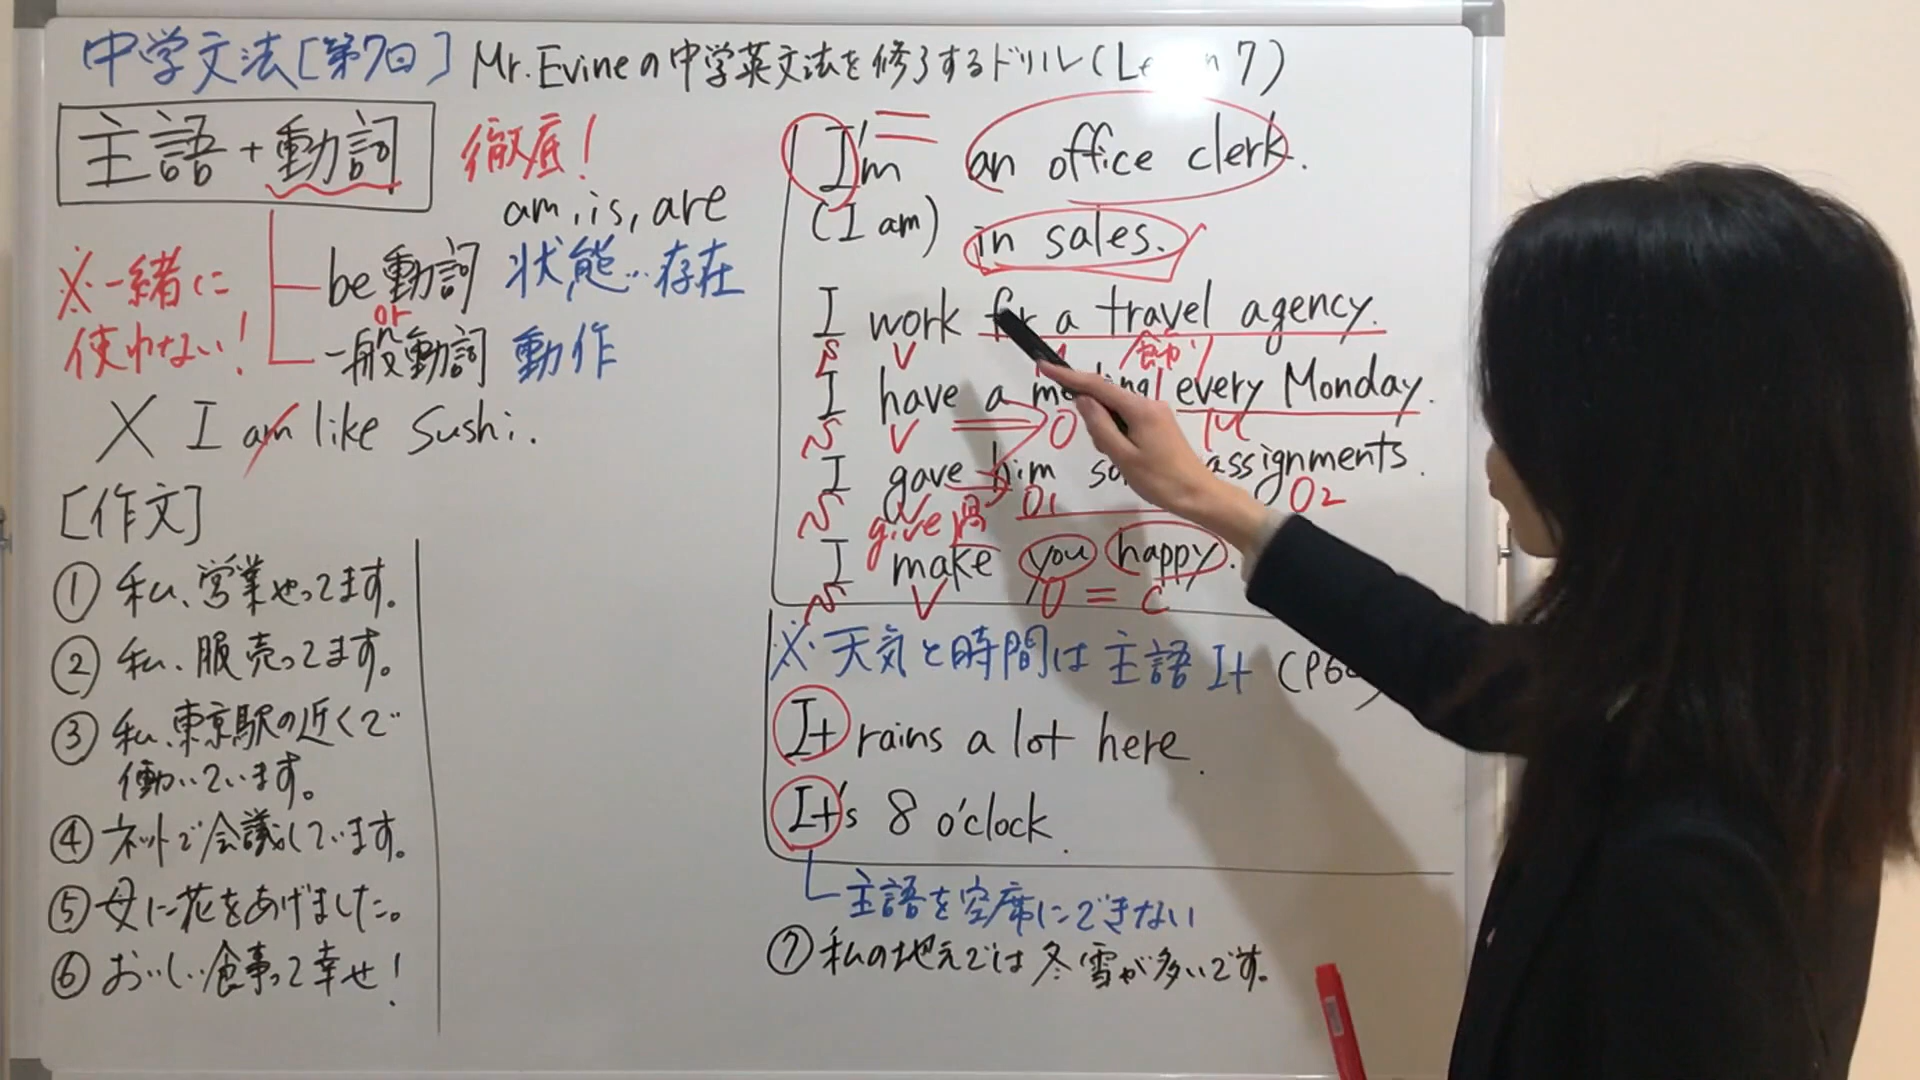 中学文法[第7日] Mr.Evineの中学英文法を修了するドリル(Le n 7)
主語+動詞 徹底!
am, is, are
be動詞 状態...存在
or
一般動詞 動作
※一緒に
使わない!
× I am like sushi.
[作文]
① 私、営業やってます。
② 私、服売ってます。
③ 私、東京駅の近くで
働いています。
④ ネットで会議しています。
⑤ 母に花をあげました。
⑥ おいしい食事って幸せ!
I'm an office clerk.
(I am) in sales.
I work for a travel agency.
S V M
I have a every Monday.
S V O M
I gave him assignments.
S V O1 O2
give
I make you happy.
S V O = C
※天気と時間は主語 It
It rains a lot here.
It's 8 o'clock.
主語を空席にできない
⑦ 私の地元では冬雪が多いです。